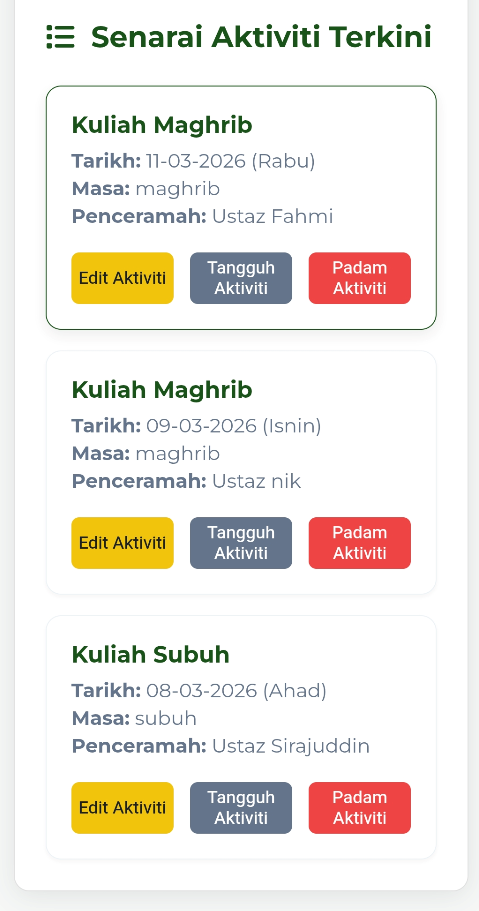 Senarai Aktiviti Terkini
Kuliah Maghrib
Tarikh: 11-03-2026 (Rabu)
Masa: maghrib
Penceramah: Ustaz Fahmi
Edit Aktiviti
Tangguh
Aktiviti
Padam
Aktiviti
Kuliah Maghrib
Tarikh: 09-03-2026 (Isnin)
Masa: maghrib
Penceramah: Ustaz nik
Edit Aktiviti
Tangguh
Aktiviti
Padam
Aktiviti
Kuliah Subuh
Tarikh: 08-03-2026 (Ahad)
Masa: subuh
Penceramah: Ustaz Sirajuddin
Edit Aktiviti
Tangguh
Aktiviti
Padam
Aktiviti